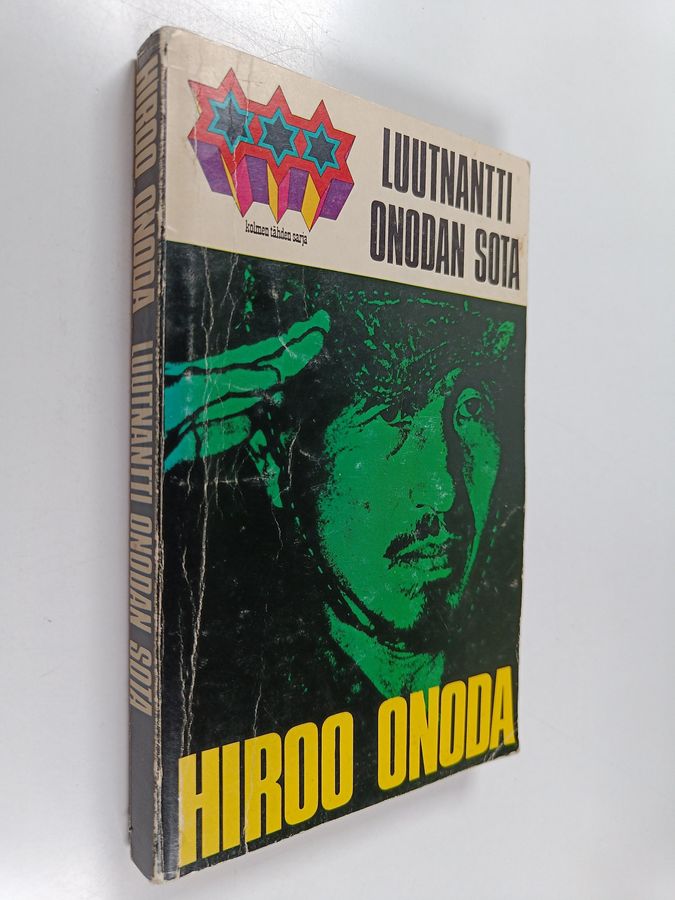 kolmen tähden sarja
LUUTNANTTI
ONODAN SOTA
HIROO ONODA
HIROO ONODA LUUTNANTTI ONODAN SOTA